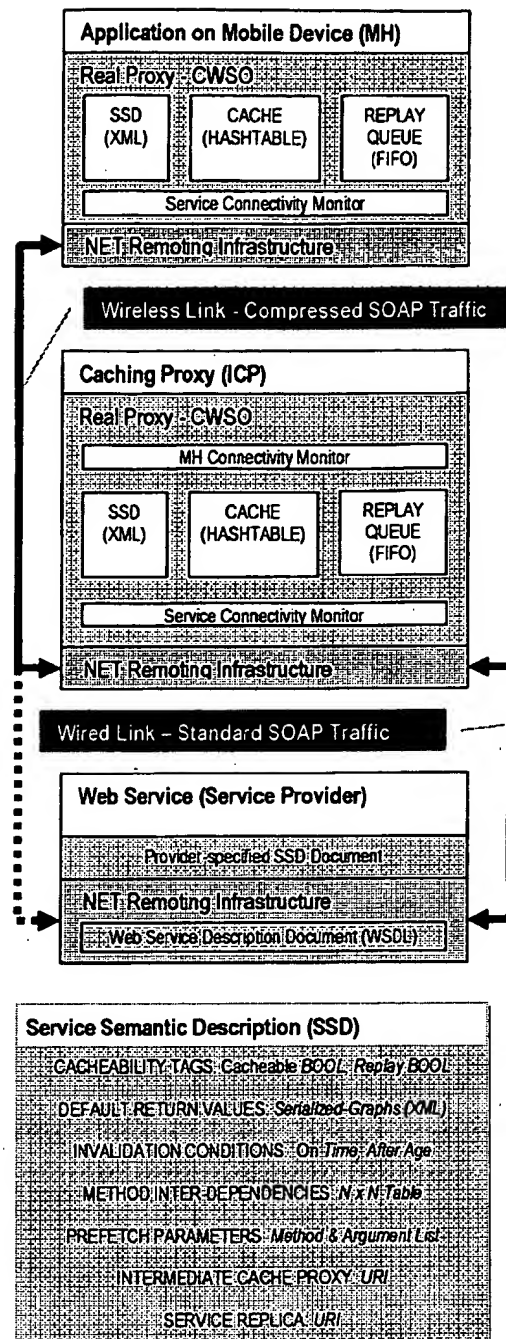 Application on Mobile Device (MH)
Real Proxy - CWSO
SSD
(XML)
CACHE
(HASHTABLE)
REPLAY
QUEUE
(FIFO)
Service Connectivity Monitor
.NET Remoting Infrastructure
Wireless Link - Compressed SOAP Traffic
Caching Proxy (ICP)
Real Proxy - CWSO
MH Connectivity Monitor
SSD
(XML)
CACHE
(HASHTABLE)
REPLAY
QUEUE
(FIFO)
Service Connectivity Monitor
.NET Remoting Infrastructure
Wired Link – Standard SOAP Traffic
Web Service (Service Provider)
Provider-specified SSD Document
.NET Remoting Infrastructure
Web Service Description Document (WSDL)
Service Semantic Description (SSD)
CACHEABILITY TAGS: Cacheable BOOL, Replay BOOL
DEFAULT RETURN VALUES: Serialized-Graphs (XML)
INVALIDATION CONDITIONS: On-Time, After Age
METHOD INTER-DEPENDENCIES: N x N Table
PREFETCH PARAMETERS: Method & Argument List
INTERMEDIATE CACHE PROXY: URI
SERVICE REPLICA: URI